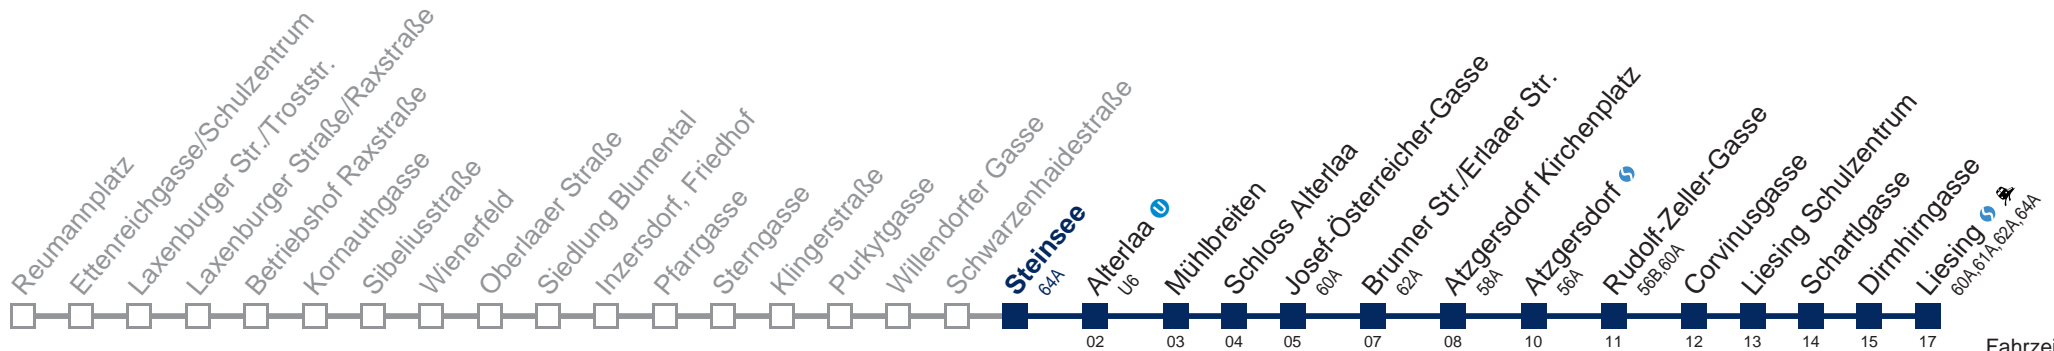 Reumannplatz
Ettenreichgasse/Schulzentrum
Laxenburger Str./Troststr.
Laxenburger Straße/Raxstraße
Betriebshof Raxstraße
Kornauthgasse
Sibeliusstraße
Wienerfeld
Oberlaaer Straße
Siedlung Blumental
Inzersdorf, Friedhof
Pfarrgasse
Sterngasse
Klingerstraße
Purkytgasse
Willendorfer Gasse
Schwarzenhaidestraße
Steinsee
64A
Alterlaa U
U6
Mühlbreiten
Schloss Alterlaa
Josef-Österreicher-Gasse
60A
Brunner Str./Erlaaer Str.
62A
Atzgersdorf Kirchenplatz
58A
Atzgersdorf
56A
Rudolf-Zeller-Gasse
56B,60A
Corvinusgasse
Liesing Schulzentrum
Schartlgasse
Dirmhirngasse
Liesing
60A,61A,62A,64A
02 03 04 05 07 08 10 11 12 13 14 15 17
Fahrzei